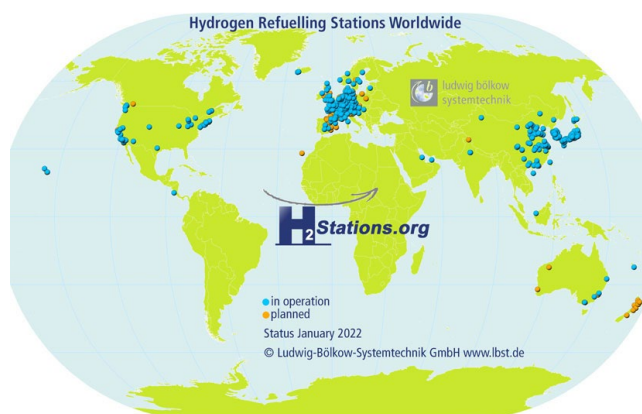 Hydrogen Refuelling Stations Worldwide
ludwig bölkow
systemtechnik
H2Stations.org
in operation
planned
Status January 2022
© Ludwig-Bölkow-Systemtechnik GmbH www.lbst.de